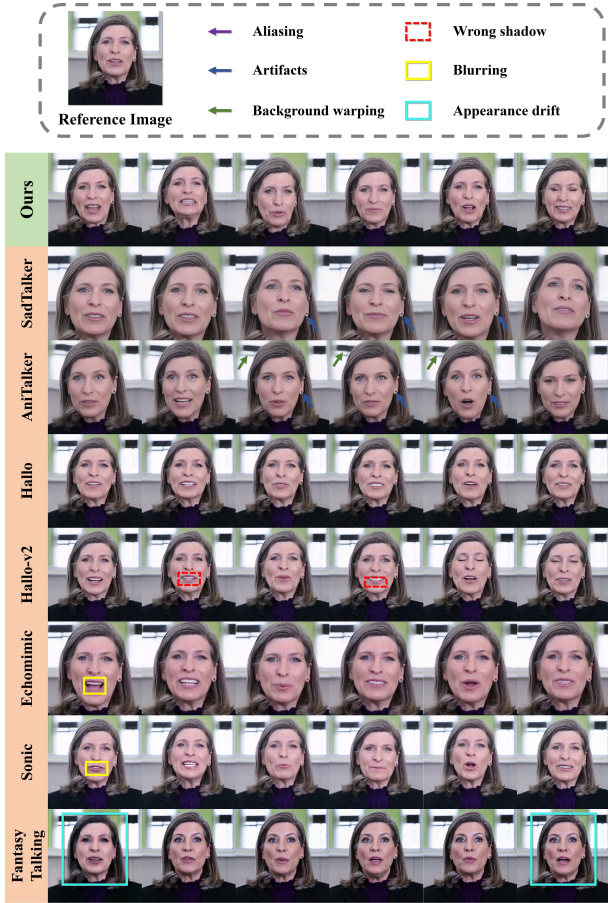 Reference Image
Aliasing
Artifacts
Background warping
Wrong shadow
Blurring
Appearance drift
Ours
SadTalker
AniTalker
Hallo
Hallo-v2
Echomimic
Sonic
Fantasy
Talking